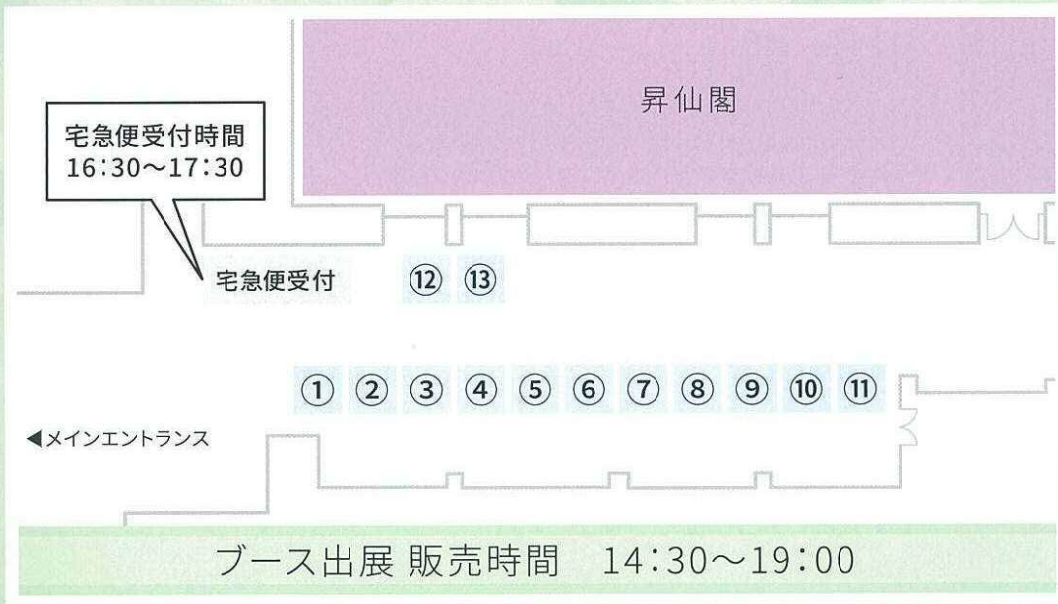 昇仙閣
宅急便受付時間
16:30〜17:30
宅急便受付
⑫ ⑬
① ② ③ ④ ⑤ ⑥ ⑦ ⑧ ⑨ ⑩ ⑪
◀メインエントランス
ブース出展 販売時間 14:30〜19:00